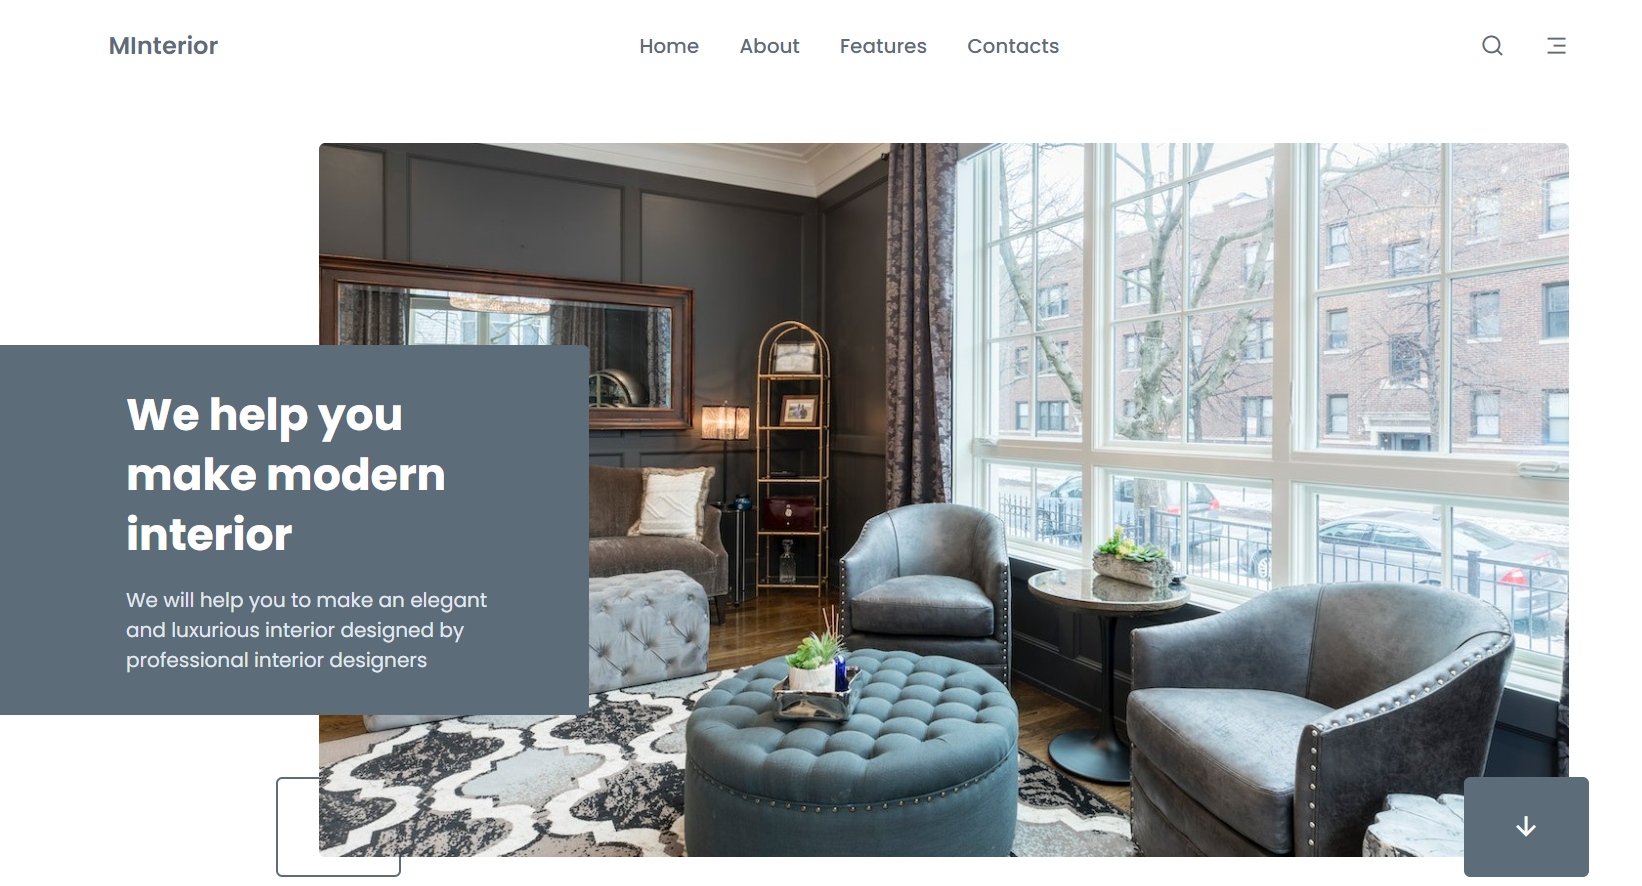 MInterior
Home About Features Contacts
We help you
make modern
interior
We will help you to make an elegant
and luxurious interior designed by
professional interior designers